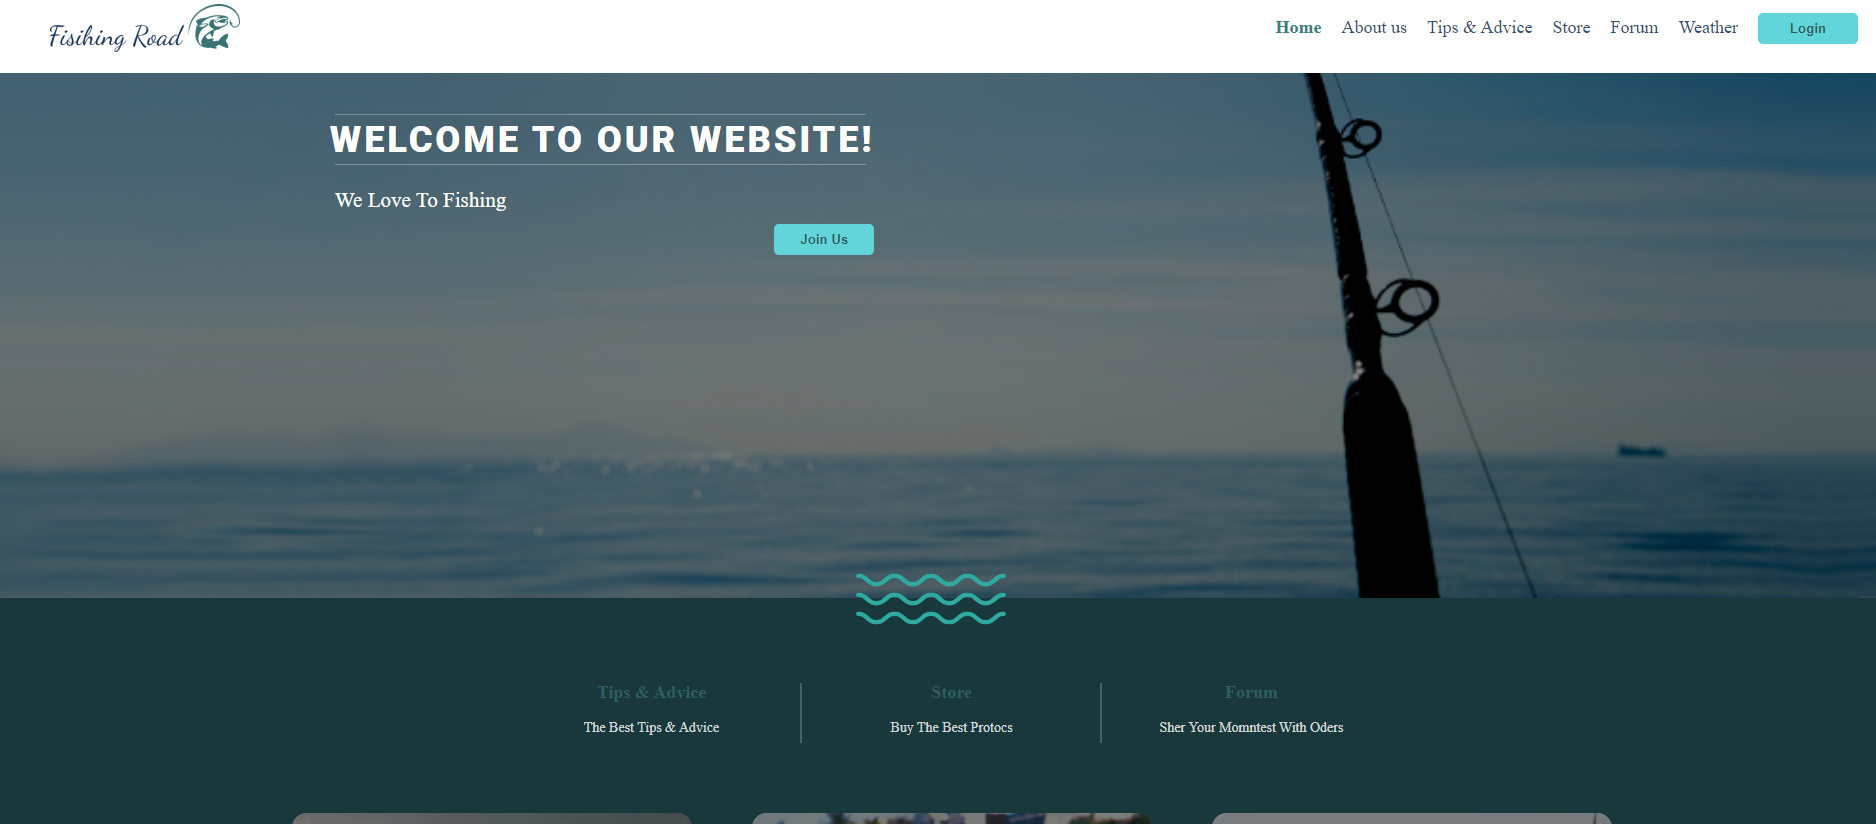 Fisihing Road
Home About us Tips & Advice Store Forum Weather Login
WELCOME TO OUR WEBSITE!
We Love To Fishing
Join Us
Tips & Advice Store Forum
The Best Tips & Advice Buy The Best Protocs Sher Your Momntest With Oders